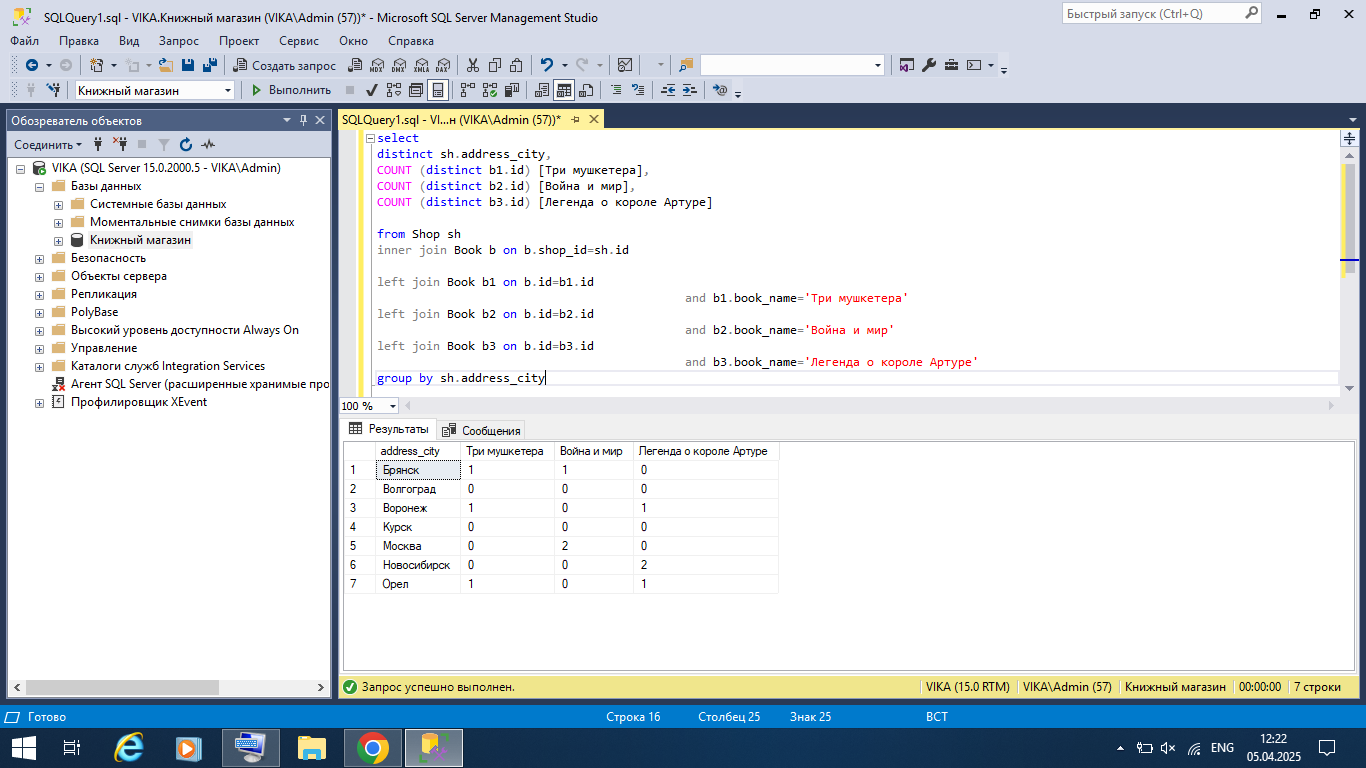 SQLQuery1.sql - VIKA.Книжный магазин (VIKA\Admin (57))* - Microsoft SQL Server Management Studio
Быстрый запуск (Ctrl+Q)
Файл Правка Вид Запрос Проект Сервис Окно Справка
Создать запрос MDX DMX XMLA DAX
Книжный магазин Выполнить
Обозреватель объектов
Соединить
VIKA (SQL Server 15.0.2000.5 - VIKA\Admin)
Базы данных
Системные базы данных
Моментальные снимки базы данных
Книжный магазин
Безопасность
Объекты сервера
Репликация
PolyBase
Высокий уровень доступности Always On
Управление
Каталоги служб Integration Services
Агент SQL Server (расширенные хранимые про
Профилировщик XEvent
SQLQuery1.sql - VI...н (VIKA\Admin (57))*
select
distinct sh.address_city,
COUNT (distinct b1.id) [Три мушкетера],
COUNT (distinct b2.id) [Война и мир],
COUNT (distinct b3.id) [Легенда о короле Артуре]
from Shop sh
inner join Book b on b.shop_id=sh.id
left join Book b1 on b.id=b1.id
and b1.book_name='Три мушкетера'
left join Book b2 on b.id=b2.id
and b2.book_name='Война и мир'
left join Book b3 on b.id=b3.id
and b3.book_name='Легенда о короле Артуре'
group by sh.address_city
100 %
Результаты Сообщения
address_city Три мушкетера Война и мир Легенда о короле Артуре
1 Брянск 1 1 0
2 Волгоград 0 0 0
3 Воронеж 1 0 1
4 Курск 0 0 0
5 Москва 0 2 0
6 Новосибирск 0 0 2
7 Орел 1 0 1
Запрос успешно выполнен. VIKA (15.0 RTM) VIKA\Admin (57) Книжный магазин 00:00:00 7 строки
Готово Строка 16 Столбец 25 Знак 25 ВСТ
ENG 12:22
05.04.2025